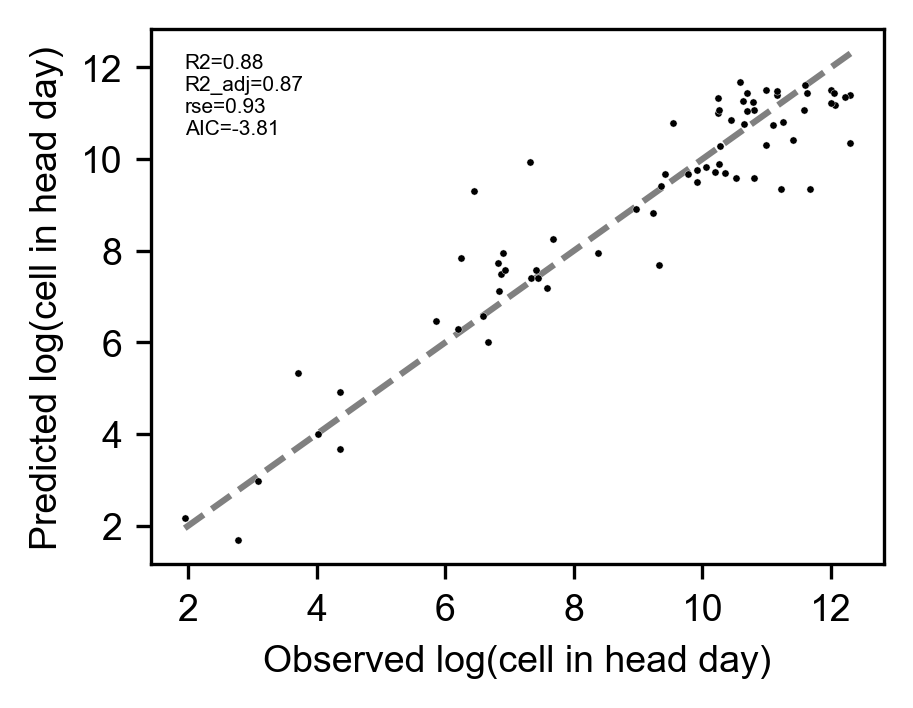 R2=0.88
R2_adj=0.87
rse=0.93
AIC=-3.81
Predicted log(cell in head day)
12
10
8
6
4
2
2 4 6 8 10 12
Observed log(cell in head day)